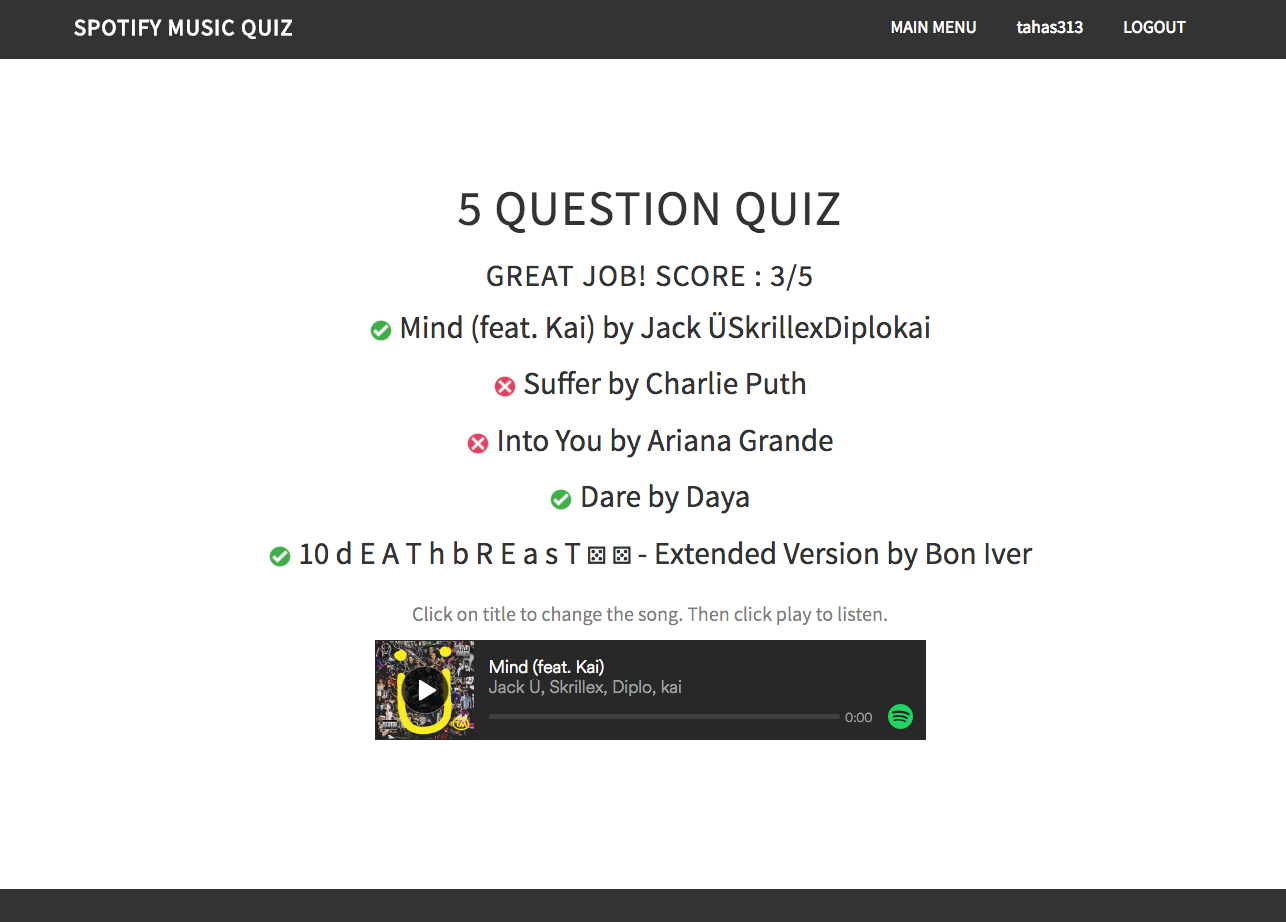 SPOTIFY MUSIC QUIZ
MAIN MENU
tahas313
LOGOUT
5 QUESTION QUIZ
GREAT JOB! SCORE : 3/5
Mind (feat. Kai) by Jack ÜSkrillexDiplokai
Suffer by Charlie Puth
Into You by Ariana Grande
Dare by Daya
10 d E A T h b R E a s T ⚄ ⚄ - Extended Version by Bon Iver
Click on title to change the song. Then click play to listen.
Mind (feat. Kai)
Jack Ü, Skrillex, Diplo, kai
0:00